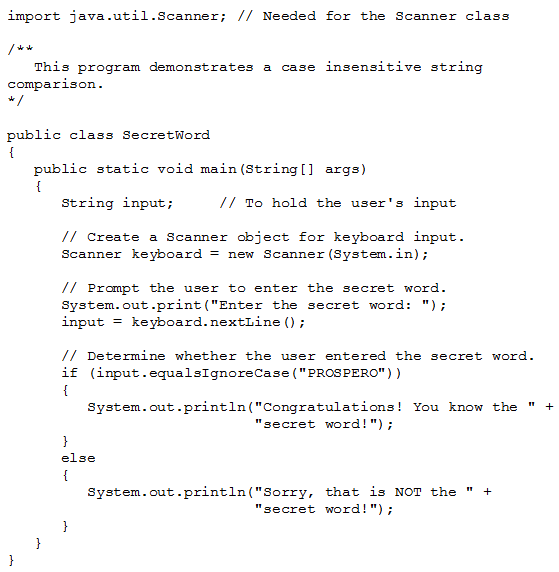 import java.util.Scanner; // Needed for the Scanner class
/**
This program demonstrates a case insensitive string
comparison.
*/
public class SecretWord
{
public static void main(String[] args)
{
String input; // To hold the user's input
// Create a Scanner object for keyboard input.
Scanner keyboard = new Scanner(System.in);
// Prompt the user to enter the secret word.
System.out.print("Enter the secret word: ");
input = keyboard.nextLine();
// Determine whether the user entered the secret word.
if (input.equalsIgnoreCase("PROSPERO"))
{
System.out.println("Congratulations! You know the " +
"secret word!");
}
else
{
System.out.println("Sorry, that is NOT the " +
"secret word!");
}
}
}